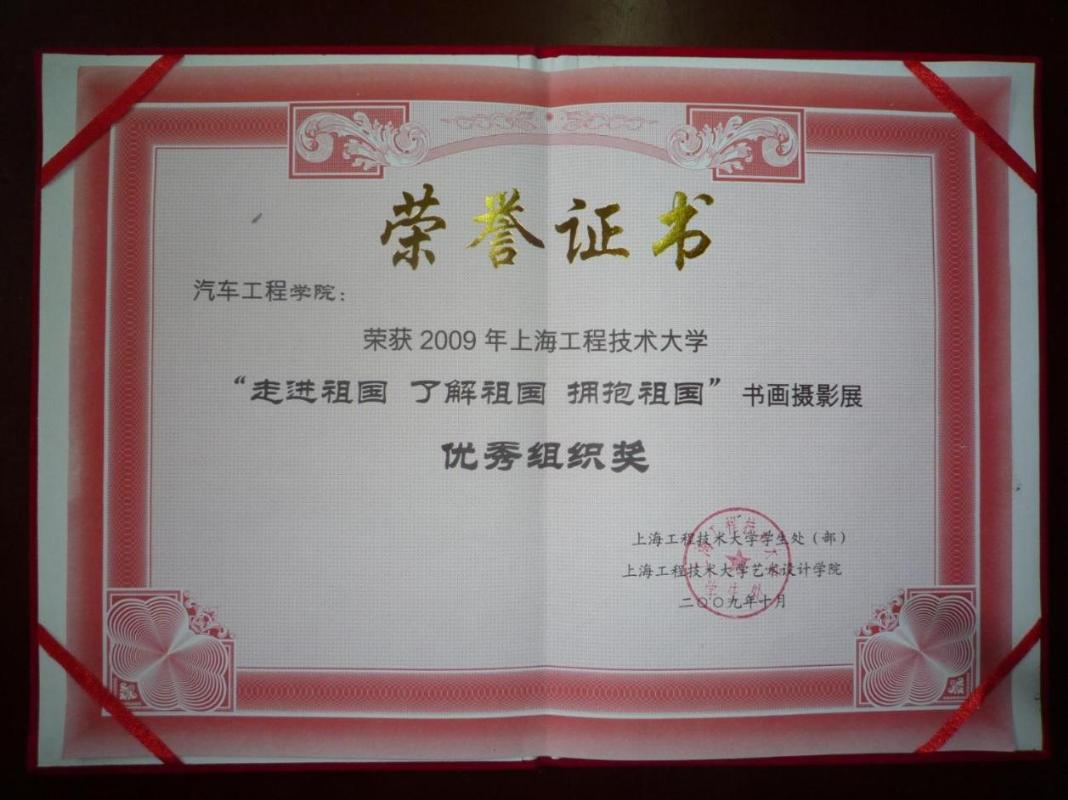 荣誉证书
汽车工程学院：
荣获 2009 年上海工程技术大学
“走进祖国 了解祖国 拥抱祖国” 书画摄影展
优秀组织奖
上海工程技术大学学生处（部）
上海工程技术大学艺术设计学院
二〇〇九年十月